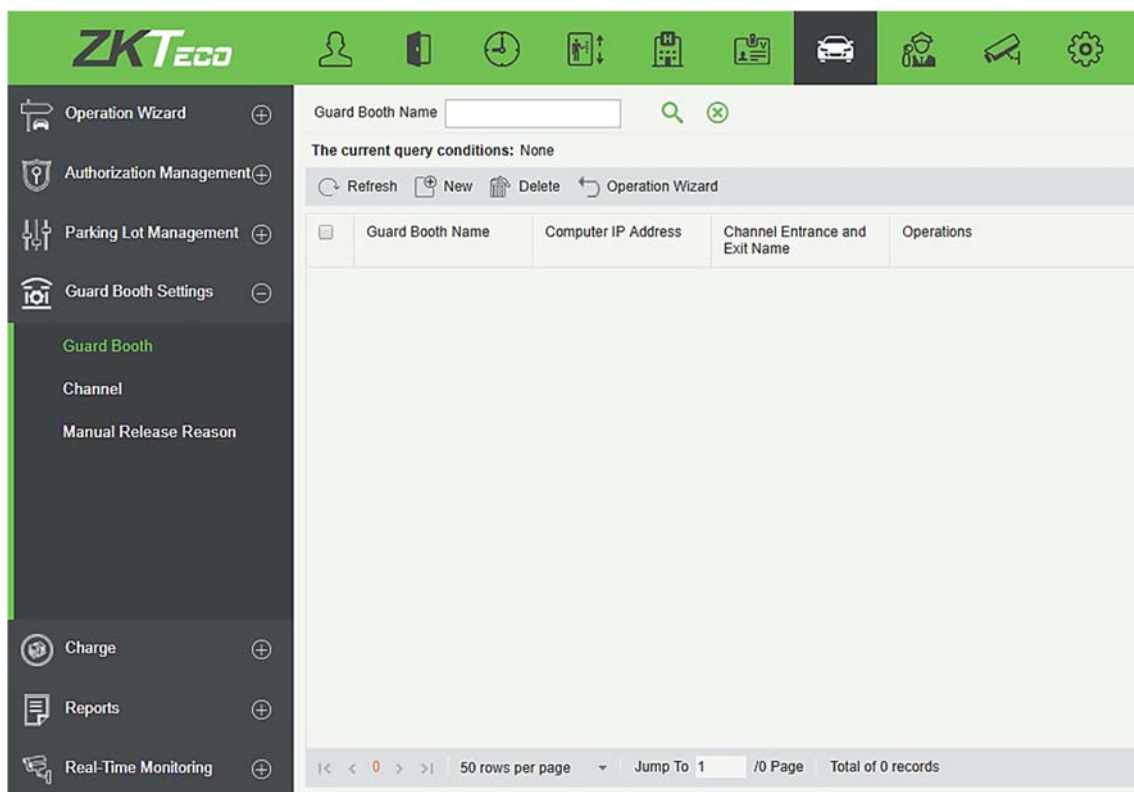 ZKTeco
Operation Wizard
Authorization Management
Parking Lot Management
Guard Booth Settings
Guard Booth
Channel
Manual Release Reason
Charge
Reports
Real-Time Monitoring
Guard Booth Name
The current query conditions: None
Refresh New Delete Operation Wizard
Guard Booth Name Computer IP Address Channel Entrance and Exit Name Operations
0 50 rows per page Jump To 1 /0 Page Total of 0 records